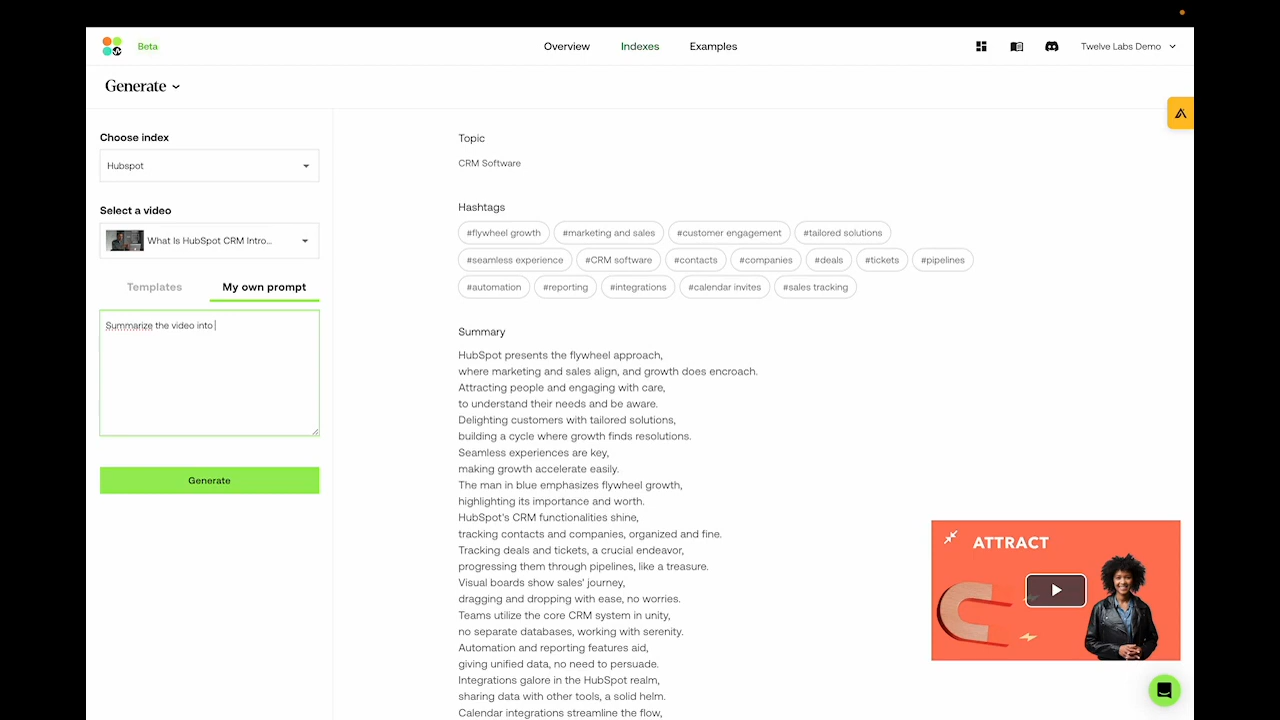 Beta
Overview
Indexes
Examples
Twelve Labs Demo
Generate
Choose index
Hubspot
Select a video
What Is HubSpot CRM Intro...
Templates
My own prompt
Summarize the video into
Generate
Topic
CRM Software
Hashtags
#flywheel growth #marketing and sales #customer engagement #tailored solutions
#seamless experience #CRM software #contacts #companies #deals #tickets #pipelines
#automation #reporting #integrations #calendar invites #sales tracking
Summary
HubSpot presents the flywheel approach,
where marketing and sales align, and growth does encroach.
Attracting people and engaging with care,
to understand their needs and be aware.
Delighting customers with tailored solutions,
building a cycle where growth finds resolutions.
Seamless experiences are key,
making growth accelerate easily.
The man in blue emphasizes flywheel growth,
highlighting its importance and worth.
HubSpot's CRM functionalities shine,
tracking contacts and companies, organized and fine.
Tracking deals and tickets, a crucial endeavor,
progressing them through pipelines, like a treasure.
Visual boards show sales' journey,
dragging and dropping with ease, no worries.
Teams utilize the core CRM system in unity,
no separate databases, working with serenity.
Automation and reporting features aid,
giving unified data, no need to persuade.
Integrations galore in the HubSpot realm,
sharing data with other tools, a solid helm.
Calendar integrations streamline the flow,
ATTRACT